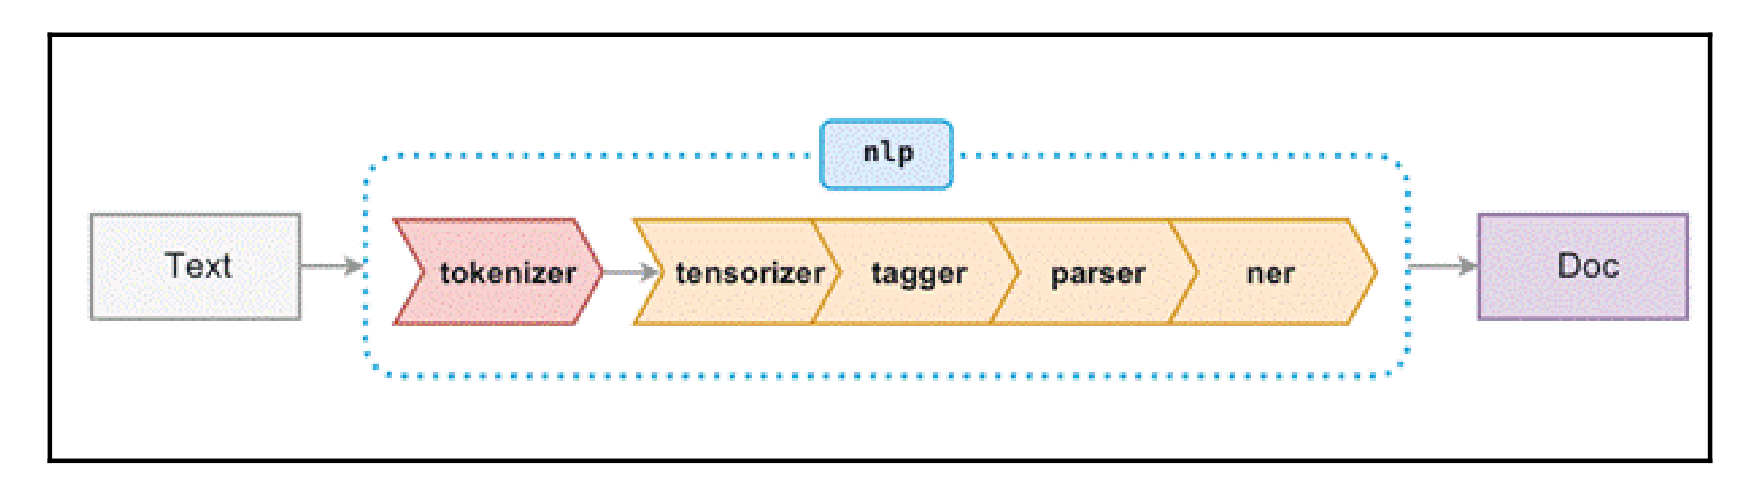 nlp
Text
tokenizer
tensorizer
tagger
parser
ner
Doc